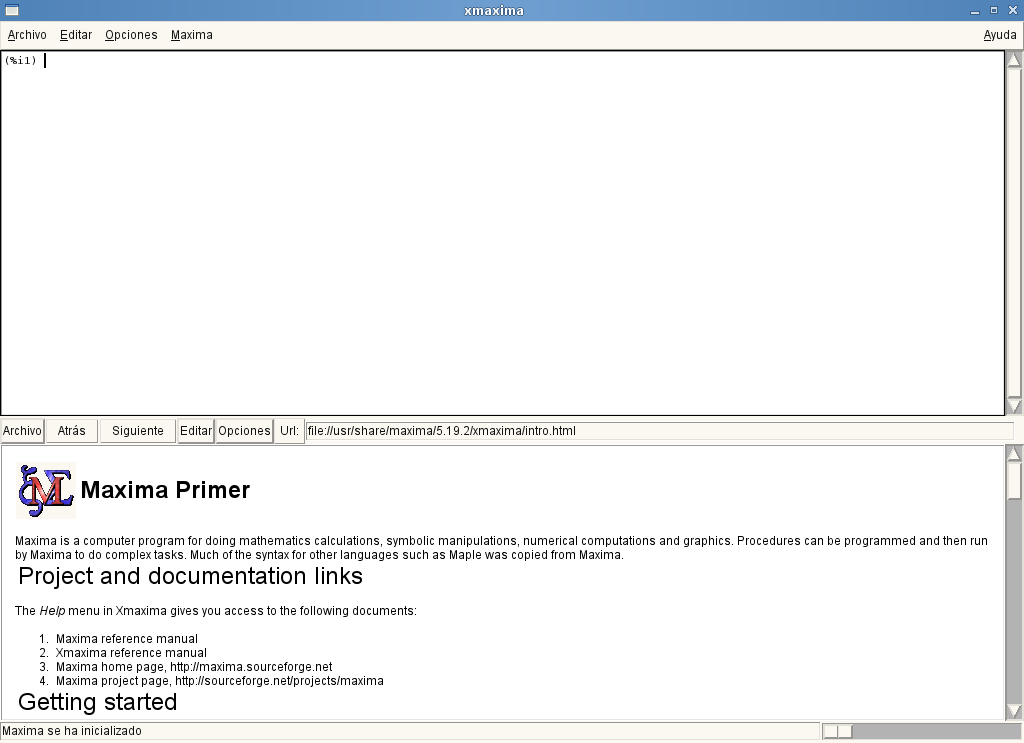 xmaxima
Archivo Editar Opciones Maxima Ayuda
(%i1)
Archivo Atrás Siguiente Editar Opciones Url: file://usr/share/maxima/5.19.2/xmaxima/intro.html
Maxima Primer
Maxima is a computer program for doing mathematics calculations, symbolic manipulations, numerical computations and graphics. Procedures can be programmed and then run
by Maxima to do complex tasks. Much of the syntax for other languages such as Maple was copied from Maxima.
Project and documentation links
The Help menu in Xmaxima gives you access to the following documents:
1. Maxima reference manual
2. Xmaxima reference manual
3. Maxima home page, http://maxima.sourceforge.net
4. Maxima project page, http://sourceforge.net/projects/maxima
Getting started
Maxima se ha inicializado